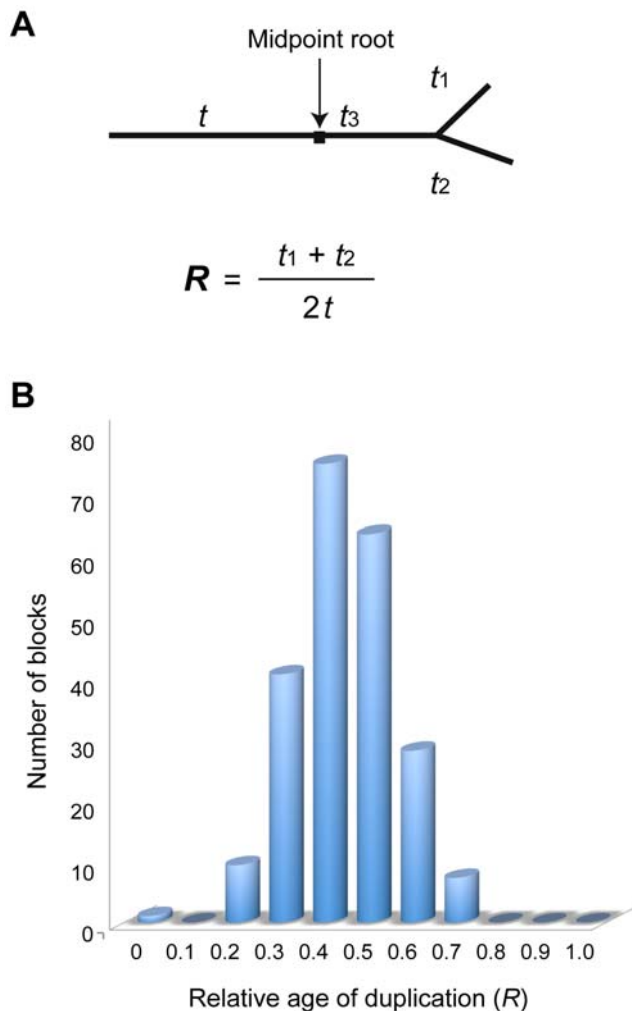 A
Midpoint root
t1
t
t3
t2
R = t1 + t2
2t
B
80
70
60
50
40
30
20
10
0
Number of blocks
0 0.1 0.2 0.3 0.4 0.5 0.6 0.7 0.8 0.9 1.0
Relative age of duplication (R)